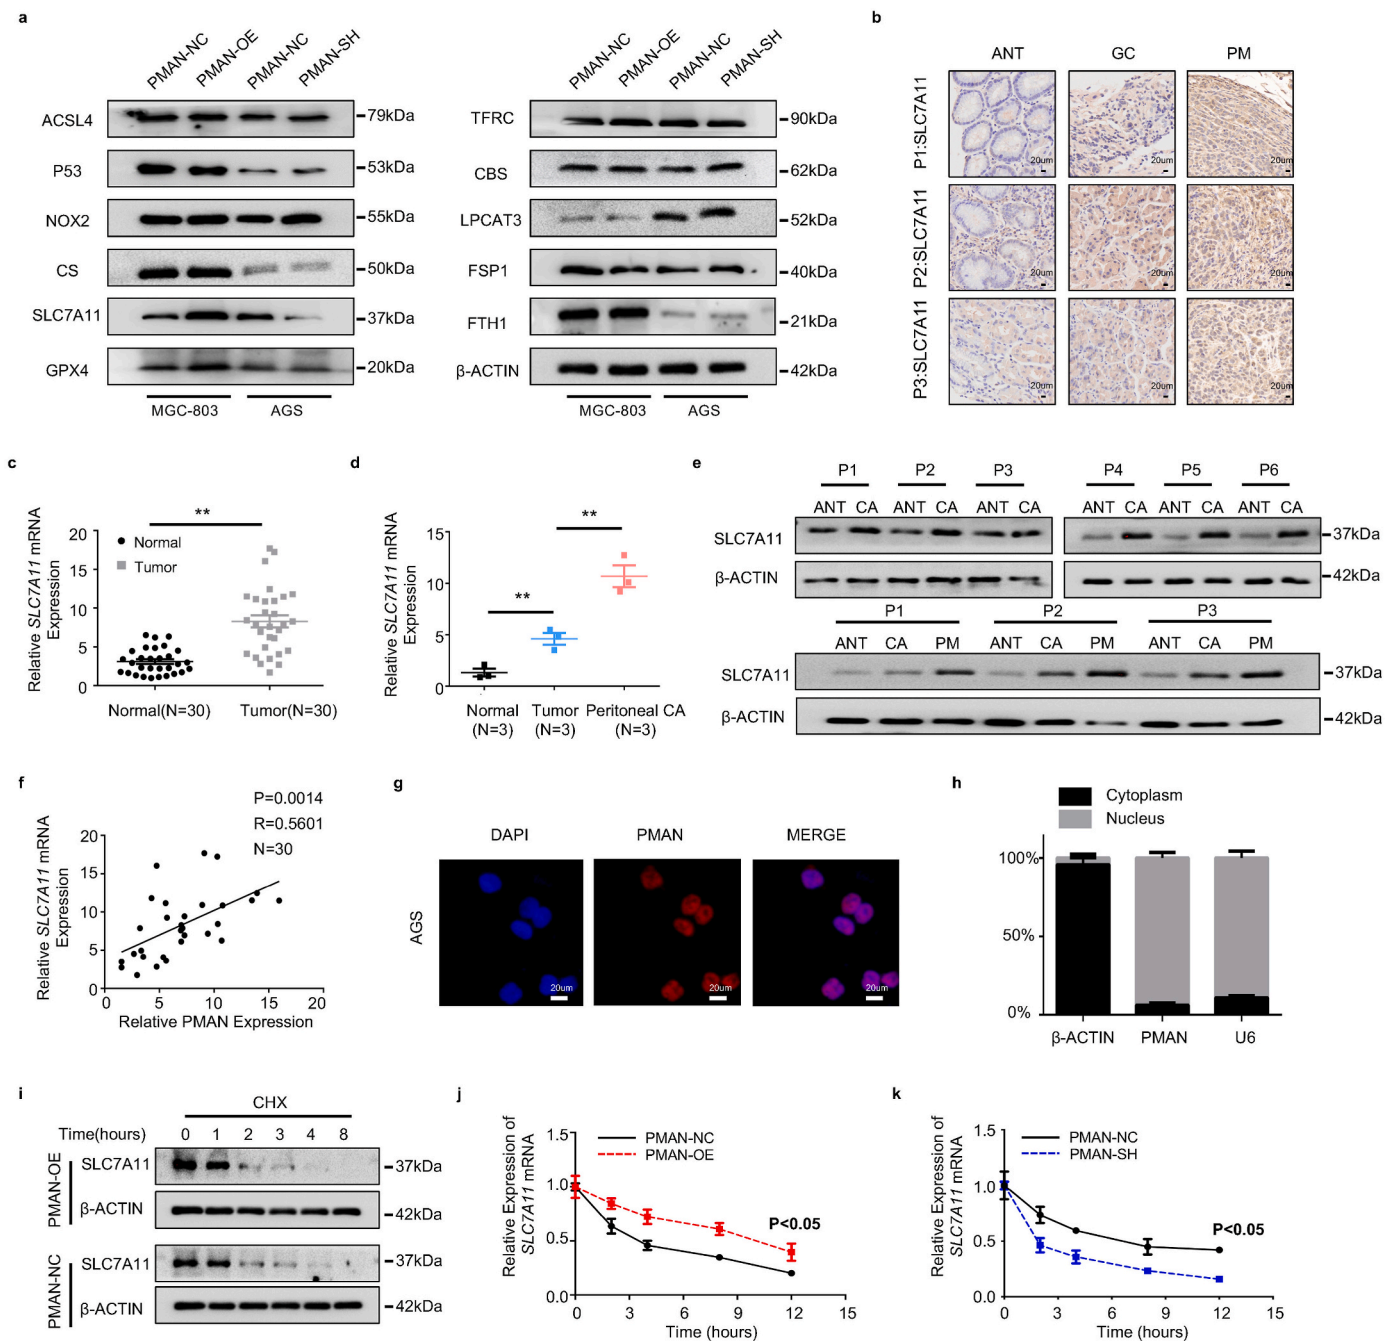 a
PMAN-NC PMAN-OE PMAN-NC PMAN-SH
ACSL4 79kDa
P53 53kDa
NOX2 55kDa
CS 50kDa
SLC7A11 37kDa
GPX4 20kDa
MGC-803 AGS
PMAN-NC PMAN-OE PMAN-NC PMAN-SH
TFRC 90kDa
CBS 62kDa
LPCAT3 52kDa
FSP1 40kDa
FTH1 21kDa
β-ACTIN 42kDa
MGC-803 AGS
b
ANT GC PM
P1:SLC7A11
20um 20um 20um
P2:SLC7A11
20um 20um 20um
P3:SLC7A11
20um 20um 20um
c
Relative SLC7A11 mRNA
Expression
20
15
10
5
0
**
Normal
Tumor
Normal(N=30) Tumor(N=30)
d
Relative SLC7A11 mRNA
Expression
15
10
5
0
**
**
Normal Tumor Peritoneal CA
(N=3) (N=3) (N=3)
e
P1 P2 P3 P4 P5 P6
ANT CA ANT CA ANT CA ANT CA ANT CA ANT CA
SLC7A11 37kDa
β-ACTIN 42kDa
P1 P2 P3
ANT CA PM ANT CA PM ANT CA PM
SLC7A11 37kDa
β-ACTIN 42kDa
f
P=0.0014
R=0.5601
N=30
Relative SLC7A11 mRNA
Expression
20
15
10
5
0
0 5 10 15 20
Relative PMAN Expression
g
DAPI PMAN MERGE
AGS
20um 20um 20um
h
Cytoplasm
Nucleus
100%
50%
0%
β-ACTIN PMAN U6
i
CHX
Time(hours) 0 1 2 3 4 8
PMAN-OE
SLC7A11 37kDa
β-ACTIN 42kDa
PMAN-NC
SLC7A11 37kDa
β-ACTIN 42kDa
j
Relative Expression of
SLC7A11 mRNA
1.5
1.0
0.5
0.0
PMAN-NC
PMAN-OE
P<0.05
0 3 6 9 12 15
Time (hours)
k
Relative Expression of
SLC7A11 mRNA
1.5
1.0
0.5
0.0
PMAN-NC
PMAN-SH
P<0.05
0 3 6 9 12 15
Time (hours)